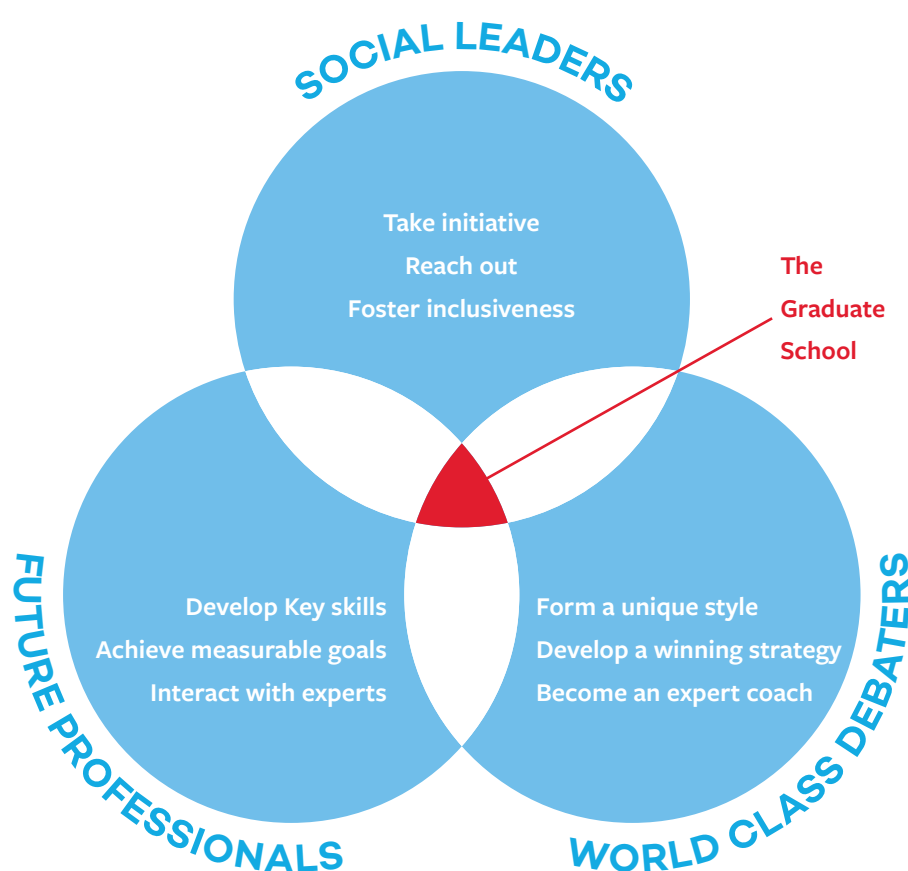 SOCIAL LEADERS
Take initiative
Reach out
Foster inclusiveness
The
Graduate
School
FUTURE PROFESSIONALS
Develop Key skills
Achieve measurable goals
Interact with experts
Form a unique style
Develop a winning strategy
Become an expert coach
WORLD CLASS DEBATERS